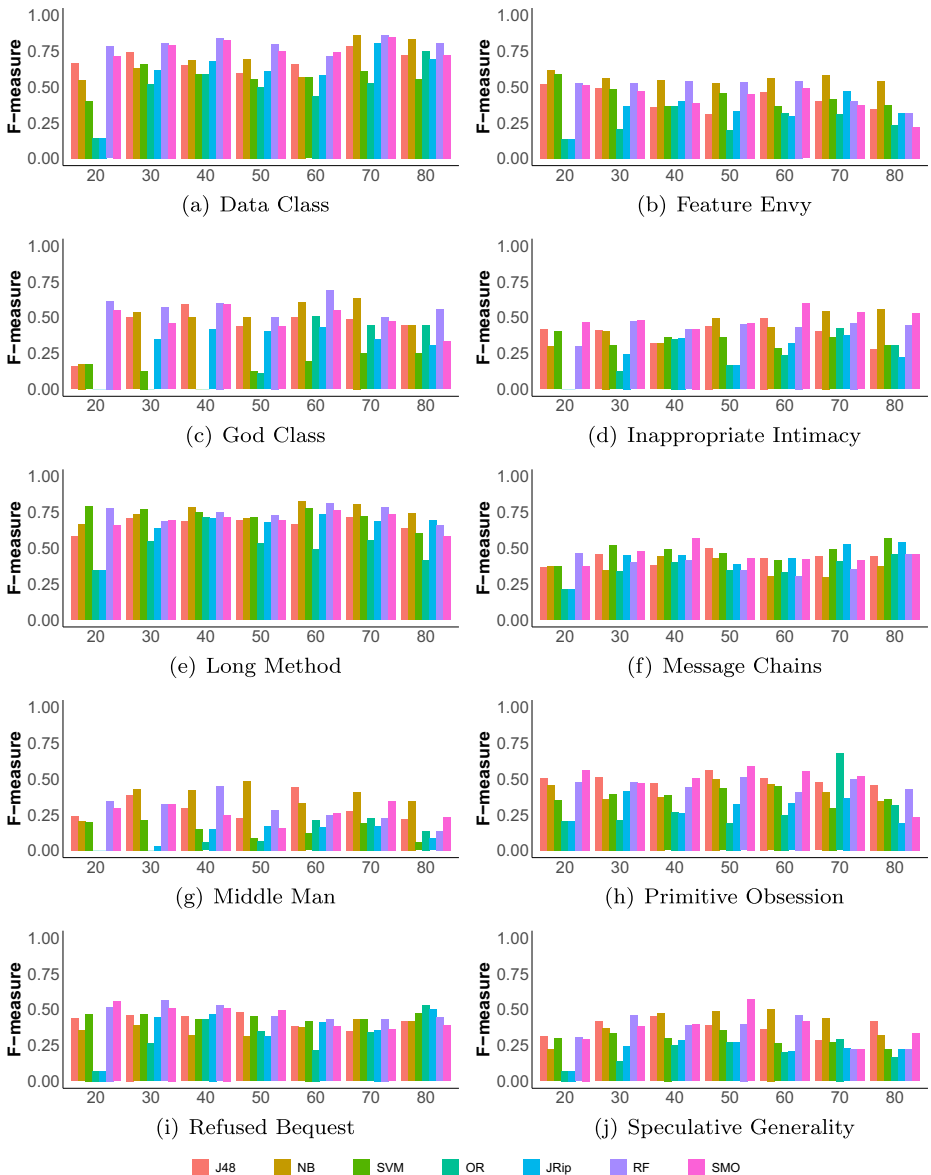 1.00
0.75
0.50
0.25
0.00
F−measure
20 30 40 50 60 70 80
(a) Data Class
1.00
0.75
0.50
0.25
0.00
F−measure
20 30 40 50 60 70 80
(b) Feature Envy
1.00
0.75
0.50
0.25
0.00
F−measure
20 30 40 50 60 70 80
(c) God Class
1.00
0.75
0.50
0.25
0.00
F−measure
20 30 40 50 60 70 80
(d) Inappropriate Intimacy
1.00
0.75
0.50
0.25
0.00
F−measure
20 30 40 50 60 70 80
(e) Long Method
1.00
0.75
0.50
0.25
0.00
F−measure
20 30 40 50 60 70 80
(f) Message Chains
1.00
0.75
0.50
0.25
0.00
F−measure
20 30 40 50 60 70 80
(g) Middle Man
1.00
0.75
0.50
0.25
0.00
F−measure
20 30 40 50 60 70 80
(h) Primitive Obsession
1.00
0.75
0.50
0.25
0.00
F−measure
20 30 40 50 60 70 80
(i) Refused Bequest
1.00
0.75
0.50
0.25
0.00
F−measure
20 30 40 50 60 70 80
(j) Speculative Generality
J48 NB SVM OR JRip RF SMO